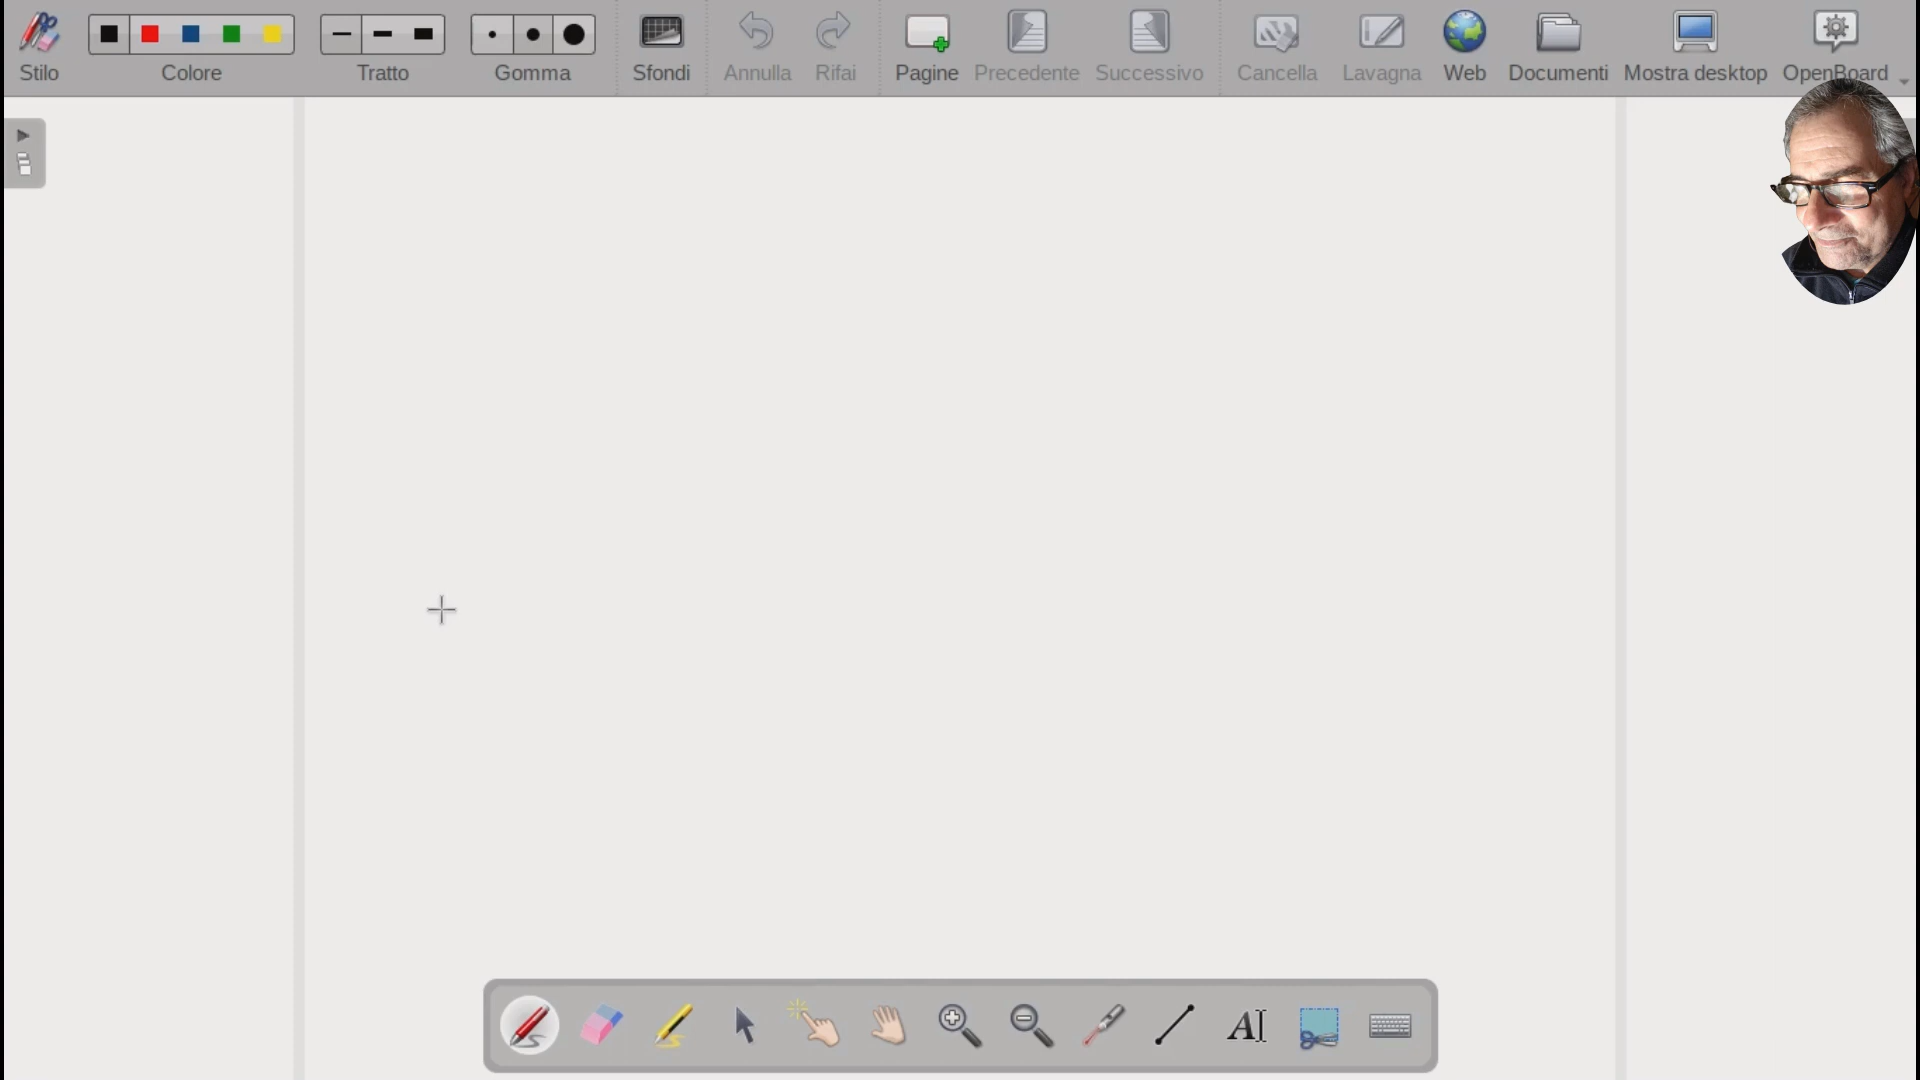 Stilo Colore Tratto Gomma Sfondi Annulla Rifai Pagine Precedente Successivo Cancella Lavagna Web Documenti Mostra desktop OpenBoard
A